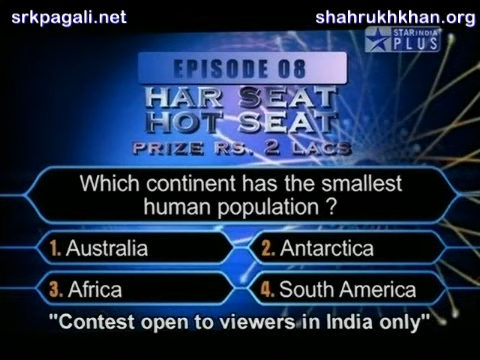 srkpagali.net
shahrukhkhan.org
STAR INDIA
PLUS
EPISODE 08
HAR SEAT
HOT SEAT
PRIZE RS. 2 LACS
Which continent has the smallest
human population ?
1. Australia
2. Antarctica
3. Africa
4. South America
"Contest open to viewers in India only"